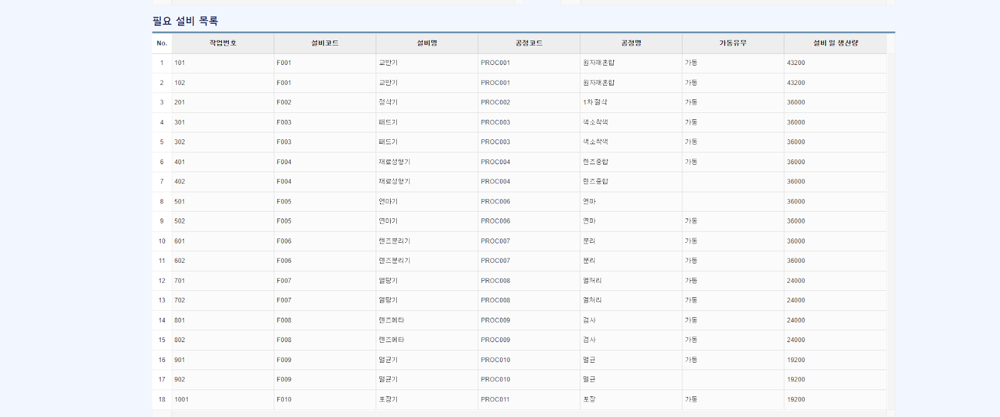 필요 설비 목록
No. 작업번호 설비코드 설비명 공정코드 공정명 가동유무 설비 일 생산량
1 101 F001 교반기 PROC001 원자재혼합 가동 43200
2 102 F001 교반기 PROC001 원자재혼합 가동 43200
3 201 F002 정삭기 PROC002 1차절삭 가동 36000
4 301 F003 패드기 PROC003 색소착색 가동 36000
5 302 F003 패드기 PROC003 색소착색 가동 36000
6 401 F004 재료성형기 PROC004 렌즈중합 가동 36000
7 402 F004 재료성형기 PROC004 렌즈중합 36000
8 501 F005 연마기 PROC006 연마 36000
9 502 F005 연마기 PROC006 연마 가동 36000
10 601 F006 렌즈분리기 PROC007 분리 가동 36000
11 602 F006 렌즈분리기 PROC007 분리 가동 36000
12 701 F007 열탕기 PROC008 열처리 가동 24000
13 702 F007 열탕기 PROC008 열처리 가동 24000
14 801 F008 렌즈메타 PROC009 검사 가동 24000
15 802 F008 렌즈메타 PROC009 검사 가동 24000
16 901 F009 멸균기 PROC010 멸균 가동 19200
17 902 F009 멸균기 PROC010 멸균 19200
18 1001 F010 포장기 PROC011 포장 가동 19200